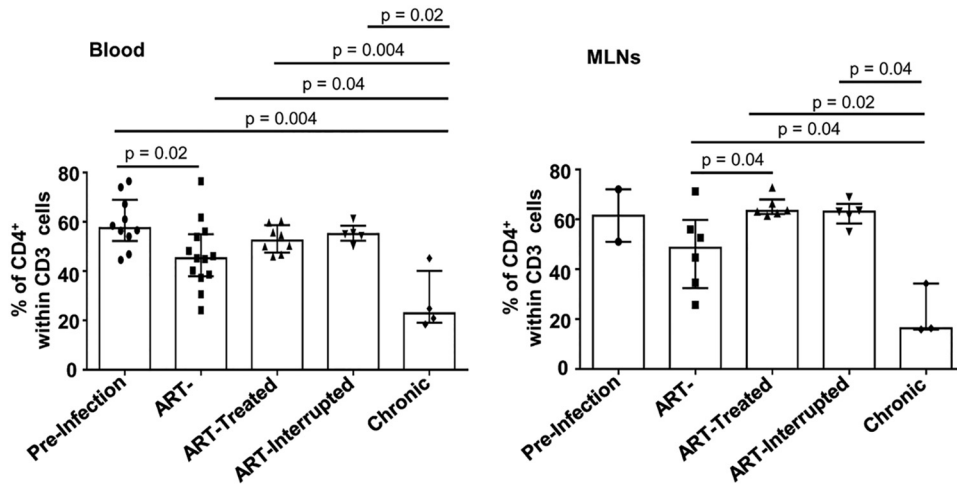 Blood
p = 0.02
p = 0.004
p = 0.04
p = 0.004
p = 0.02
% of CD4+
within CD3 cells
80
60
40
20
0
Pre-Infection
ART-
ART-Treated
ART-Interrupted
Chronic
MLNs
p = 0.04
p = 0.02
p = 0.04
p = 0.04
% of CD4+
within CD3 cells
80
60
40
20
0
Pre-Infection
ART-
ART-Treated
ART-Interrupted
Chronic